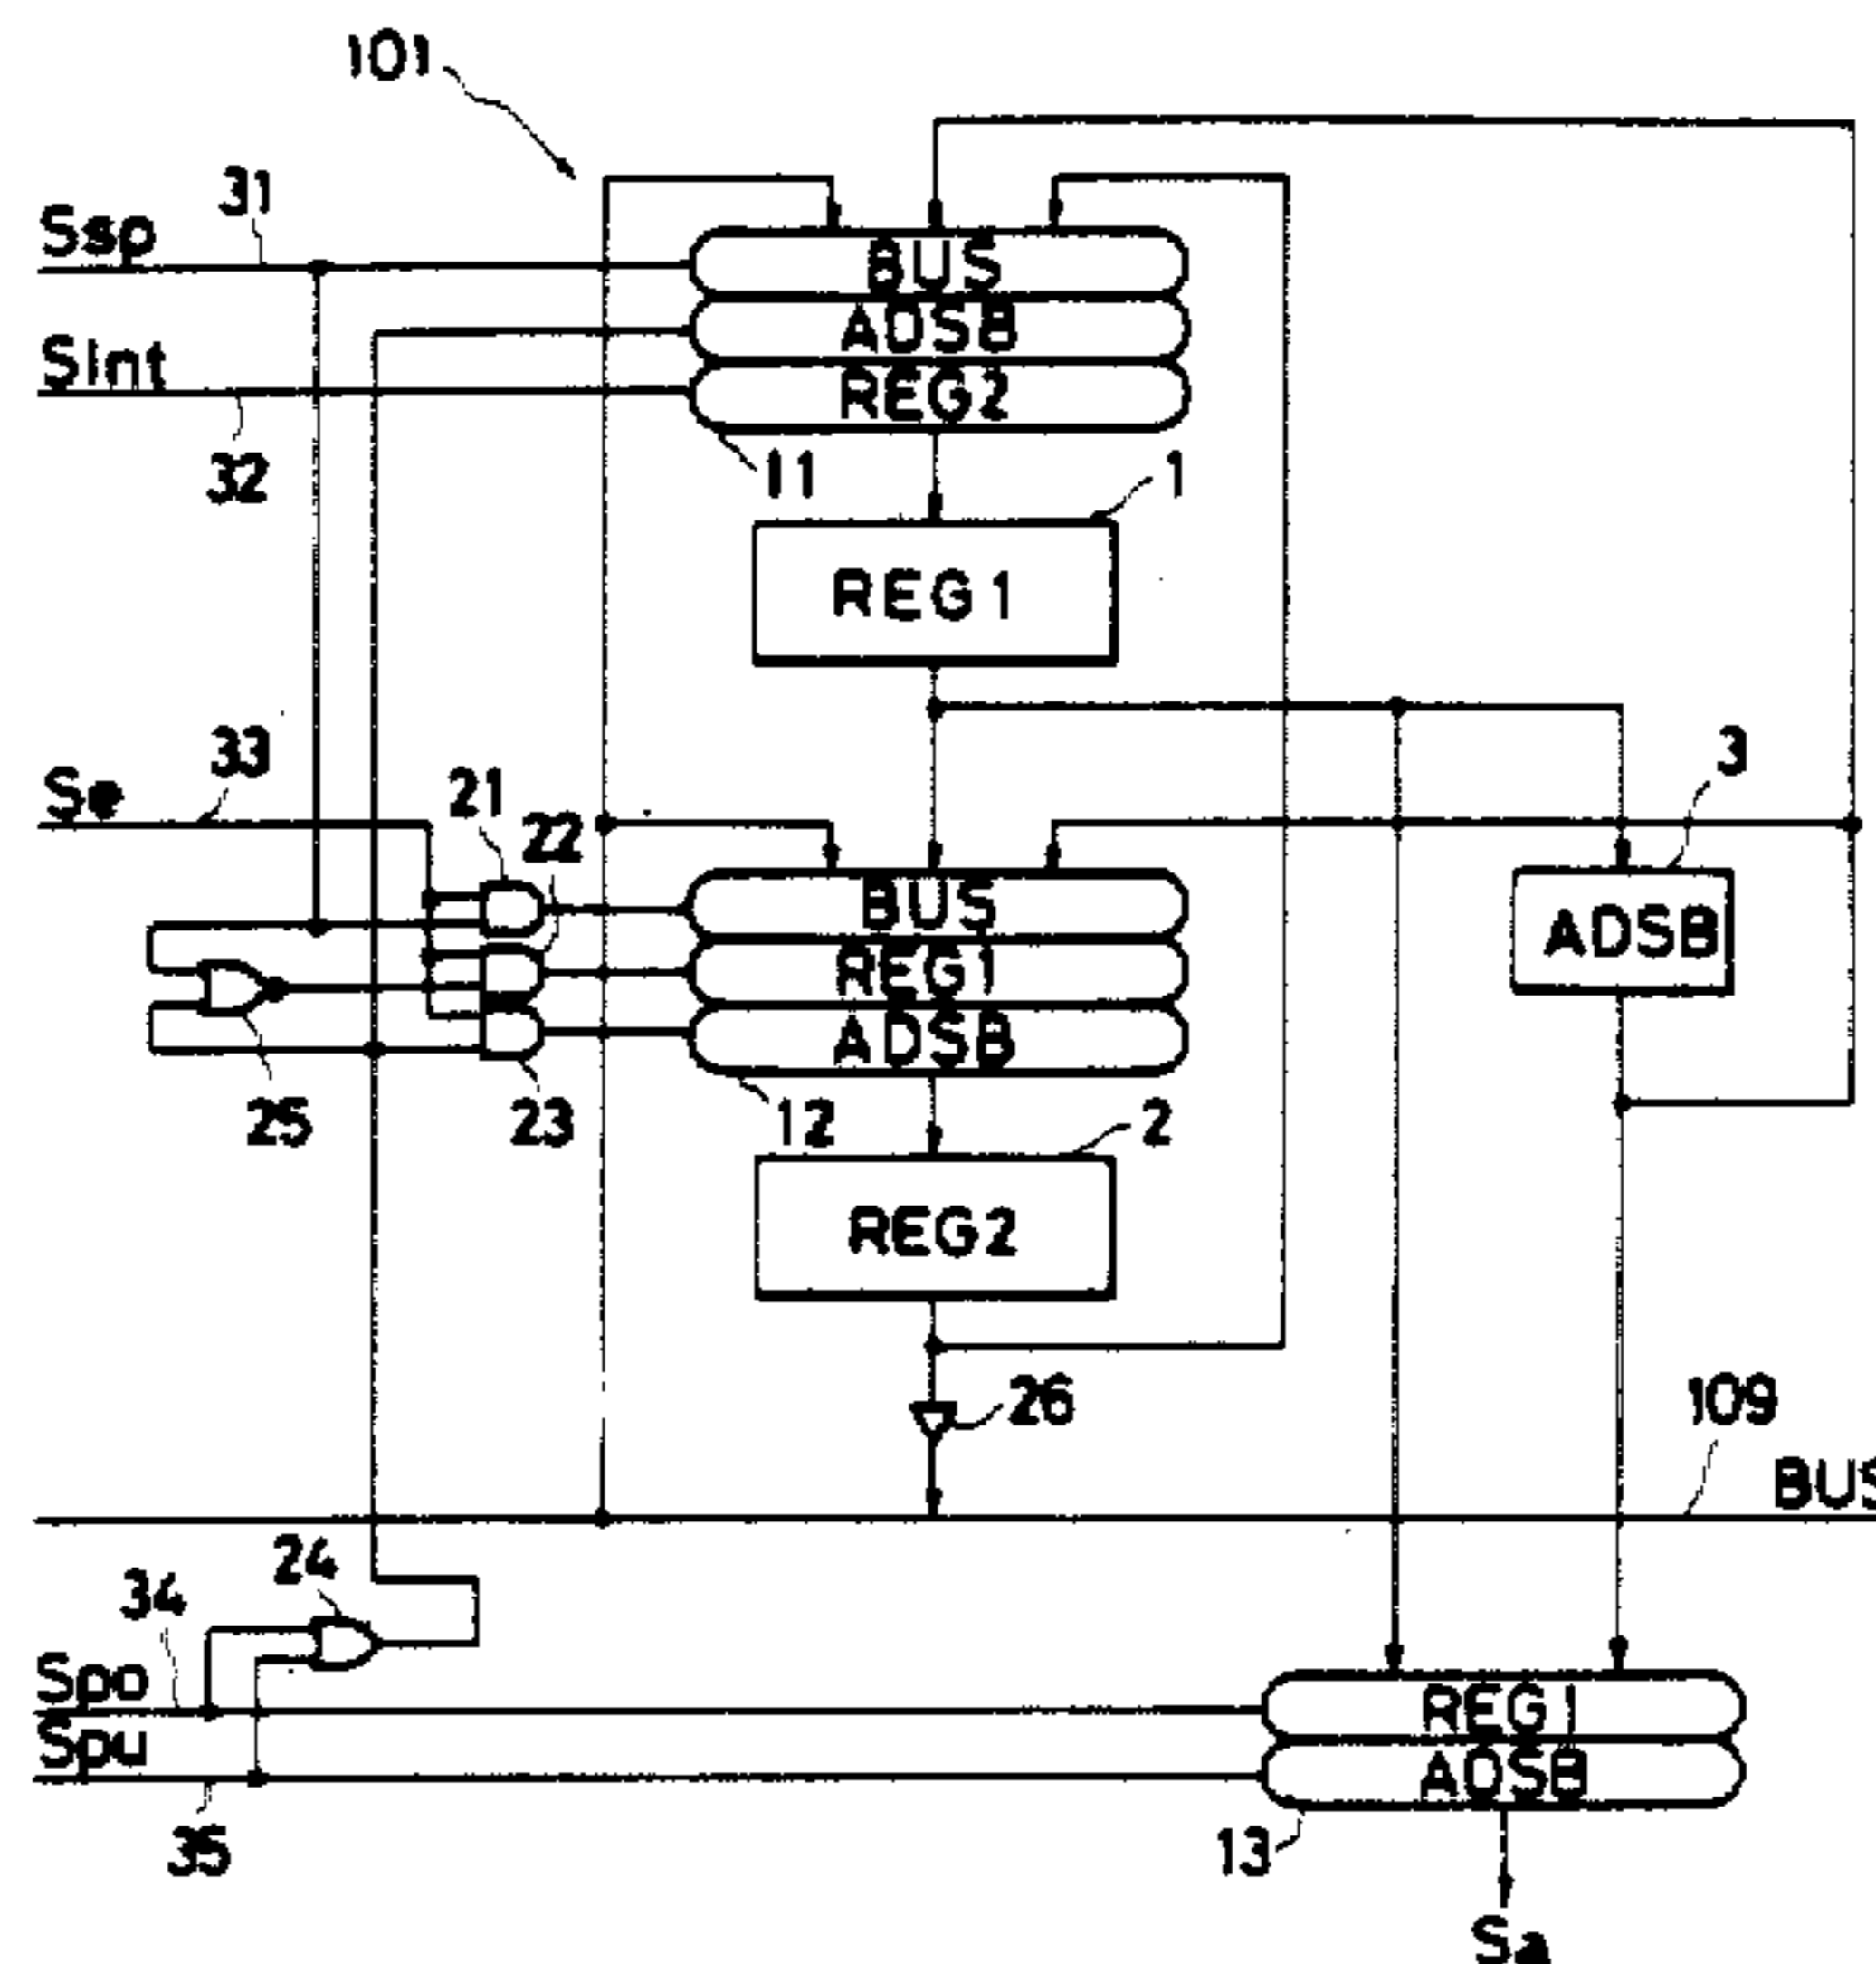 101
31
Ssp
BUS
ADSB
SInt
REG2
32
11
1
REG1
33
Se
21
22
3
BUS
ADSB
REG1
ADSB
25
23
12
2
REG2
26
109
BUS
24
34
Spo
REG1
Spu
ADSB
35
13
Sa